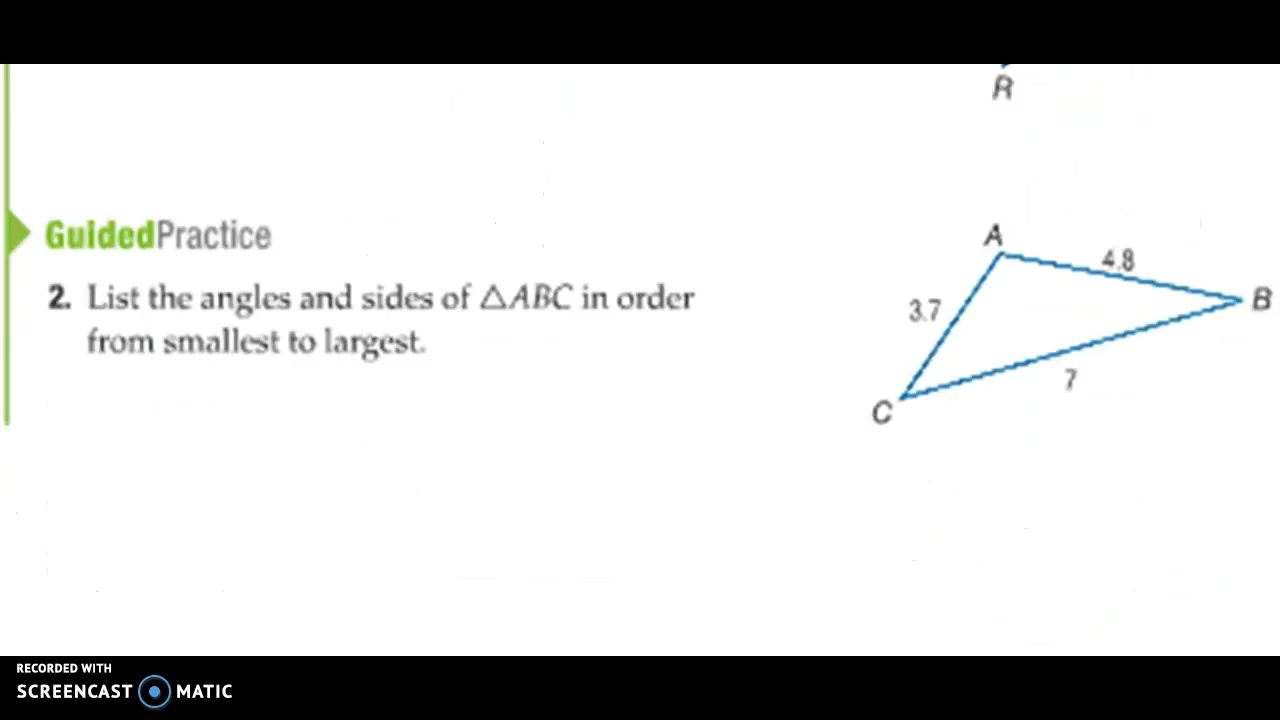 R
GuidedPractice
2. List the angles and sides of △ABC in order
from smallest to largest.
A
4.8
B
3.7
7
C
RECORDED WITH
SCREENCAST MATIC